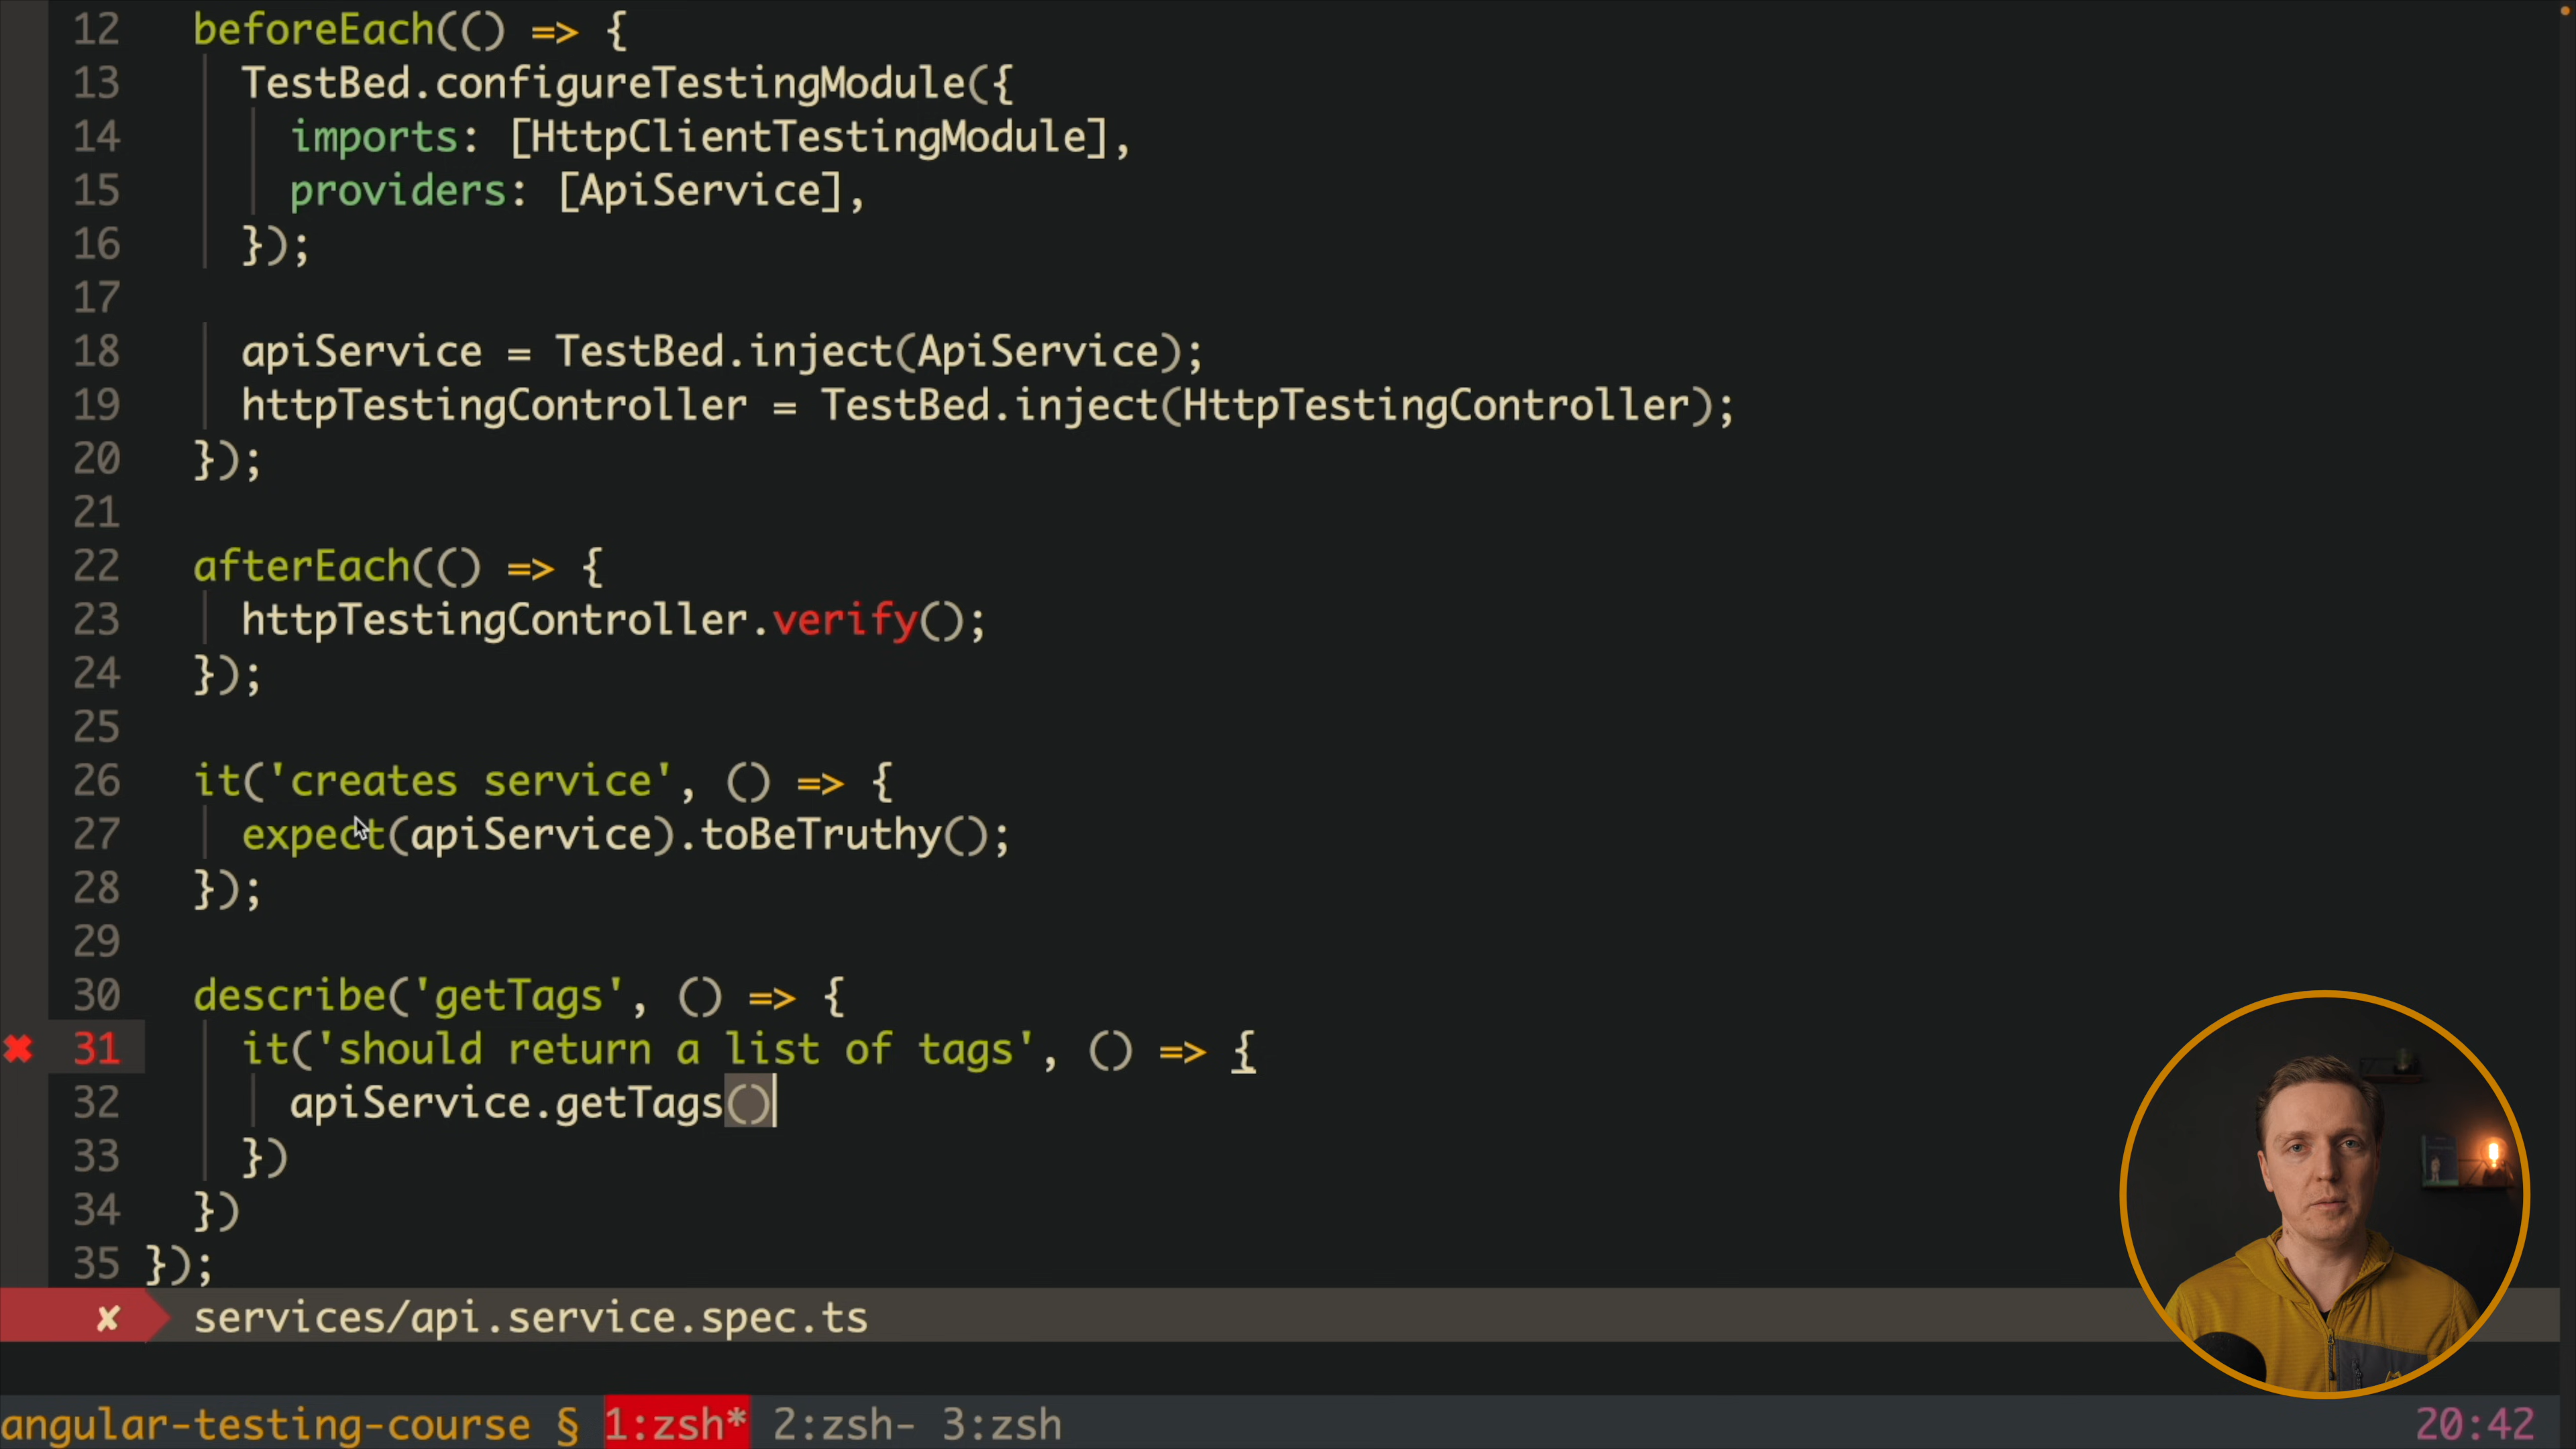 12 beforeEach(() => {
13 TestBed.configureTestingModule({
14 imports: [HttpClientTestingModule],
15 providers: [ApiService],
16 });
17
18 apiService = TestBed.inject(ApiService);
19 httpTestingController = TestBed.inject(HttpTestingController);
20 });
21
22 afterEach(() => {
23 httpTestingController.verify();
24 });
25
26 it('creates service', () => {
27 expect(apiService).toBeTruthy();
28 });
29
30 describe('getTags', () => {
✖ 31 it('should return a list of tags', () => {
32 apiService.getTags()
33 })
34 })
35 });
✘ services/api.service.spec.ts
angular-testing-course § 1:zsh* 2:zsh- 3:zsh 20:42